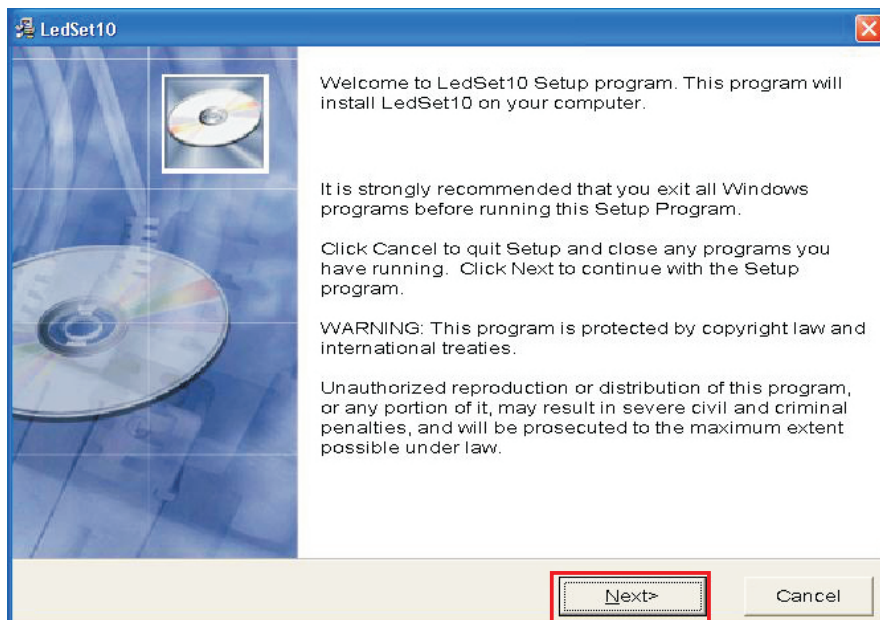 LedSet10
Welcome to LedSet10 Setup program. This program will
install LedSet10 on your computer.
It is strongly recommended that you exit all Windows
programs before running this Setup Program.
Click Cancel to quit Setup and close any programs you
have running. Click Next to continue with the Setup
program.
WARNING: This program is protected by copyright law and
international treaties.
Unauthorized reproduction or distribution of this program,
or any portion of it, may result in severe civil and criminal
penalties, and will be prosecuted to the maximum extent
possible under law.
Next>
Cancel